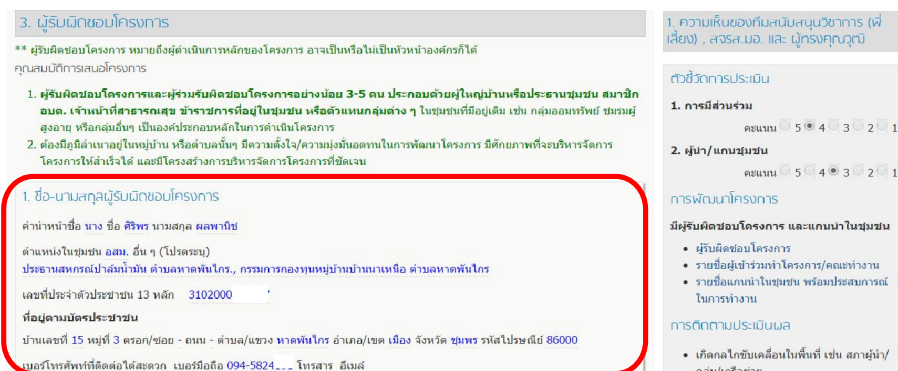 3. ผู้รับผิดชอบโครงการ
** ผู้รับผิดชอบโครงการ หมายถึงผู้ดำเนินการหลักของโครงการ อาจเป็นหรือไม่เป็นหัวหน้าองค์กรก็ได้
คุณสมบัติการเสนอโครงการ
1. ผู้รับผิดชอบโครงการและผู้ร่วมรับผิดชอบโครงการอย่างน้อย 3-5 คน ประกอบด้วยผู้ใหญ่บ้านหรือประธานชุมชน สมาชิก
อบต. เจ้าหน้าที่สาธารณสุข ข้าราชการที่อยู่ในชุมชน หรือตัวแทนกลุ่มต่าง ๆ ในชุมชนที่มีอยู่เดิม เช่น กลุ่มออมทรัพย์ ชมรมผู้
สูงอายุ หรือกลุ่มอื่นๆ เป็นองค์ประกอบหลักในการดำเนินโครงการ
2. ต้องมีภูมิลำเนาอยู่ในหมู่บ้าน หรือตำบลนั้นๆ มีความตั้งใจ/ความมุ่งมั่นอดทนในการพัฒนาโครงการ มีศักยภาพที่จะบริหารจัดการ
โครงการให้สำเร็จได้ และมีโครงสร้างการบริหารจัดการโครงการที่ชัดเจน
1. ชื่อ-นามสกุลผู้รับผิดชอบโครงการ
คำนำหน้าชื่อ นาง ชื่อ ศิริพร นามสกุล ผลพานิช
ตำแหน่งในชุมชน อสม. อื่น ๆ (โปรดระบุ)
ประธานสหกรณ์ปาล์มน้ำมัน ตำบลหาดพันไกร., กรรมการกองทุนหมู่บ้านบ้านนาเหนือ ตำบลหาดพันไกร
เลขที่ประจำตัวประชาชน 13 หลัก 3102000
ที่อยู่ตามบัตรประชาชน
บ้านเลขที่ 15 หมู่ที่ 3 ตรอก/ซอย - ถนน - ตำบล/แขวง หาดพันไกร อำเภอ/เขต เมือง จังหวัด ชุมพร รหัสไปรษณีย์ 86000
เบอร์โทรศัพท์ที่ติดต่อได้สะดวก เบอร์มือถือ 094-5824 โทรสาร อีเมล์
1. ความเห็นของทีมสนับสนุนวิชาการ (พี่
เลี้ยง) , สจรส.มอ. และ ผู้ทรงคุณวุฒิ
ตัวชี้วัดการประเมิน
1. การมีส่วนร่วม
คะแนน 5 4 3 2 1
2. ผู้นำ/แกนชุมชน
คะแนน 5 4 3 2 1
การพัฒนาโครงการ
มีผู้รับผิดชอบโครงการ และแกนนำในชุมชน
• ผู้รับผิดชอบโครงการ
• รายชื่อผู้เข้าร่วมทำโครงการ/คณะทำงาน
• รายชื่อแกนนำในชุมชน พร้อมประสบการณ์
ในการทำงาน
การติดตามประเมินผล
• เกิดกลไกขับเคลื่อนในพื้นที่ เช่น สภาผู้นำ/